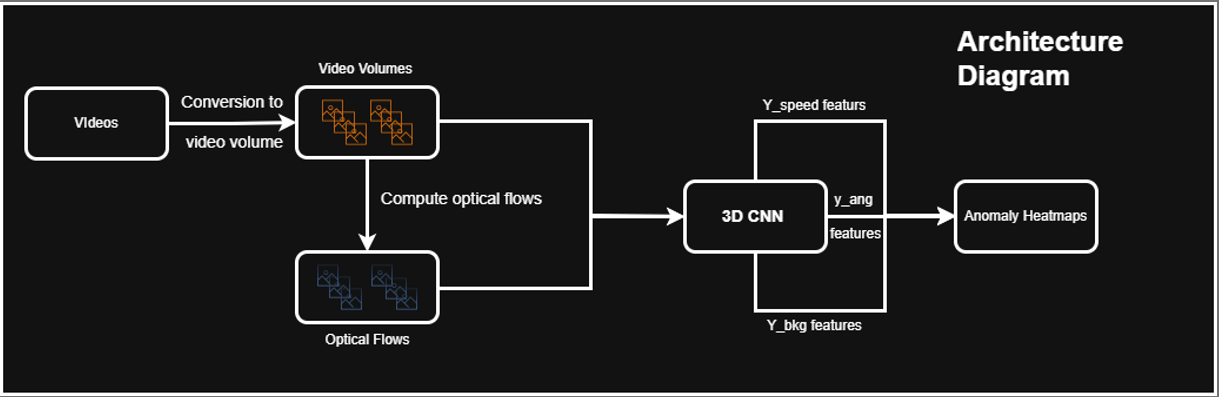 Architecture
Diagram
Video Volumes
VIdeos
Conversion to
video volume
Compute optical flows
Optical Flows
3D CNN
Y_speed featurs
y_ang
features
Y_bkg features
Anomaly Heatmaps